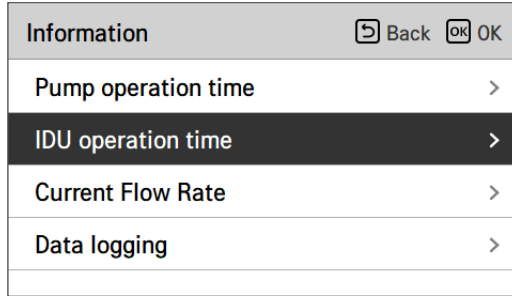 Information Back OK OK
Pump operation time >
IDU operation time >
Current Flow Rate >
Data logging >